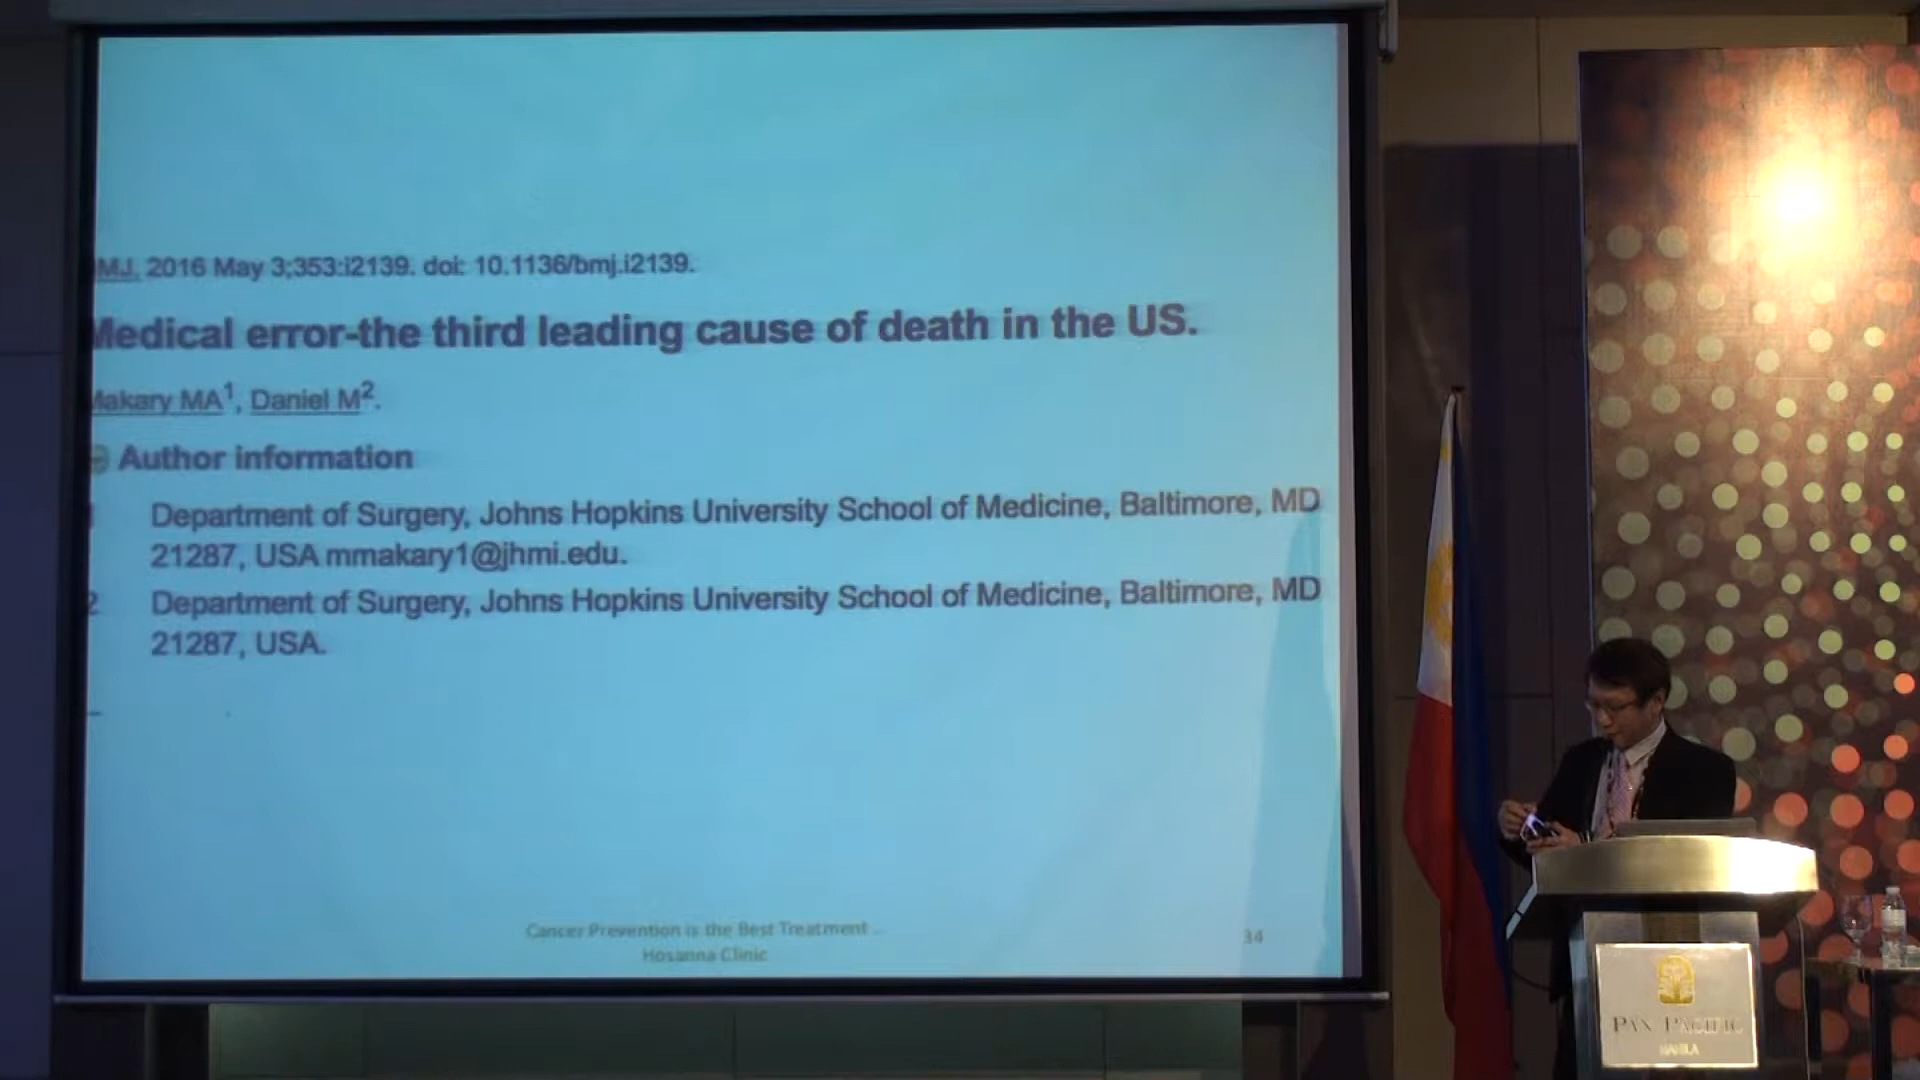 MJ. 2016 May 3;353:i2139. doi: 10.1136/bmj.i2139.
Medical error-the third leading cause of death in the US.
Makary MA1, Daniel M2.
Author information
1 Department of Surgery, Johns Hopkins University School of Medicine, Baltimore, MD
21287, USA mmakary1@jhmi.edu.
2 Department of Surgery, Johns Hopkins University School of Medicine, Baltimore, MD
21287, USA.
Cancer Prevention is the Best Treatment ..
Hosanna Clinic
34
PAN PACIFIC
MANILA